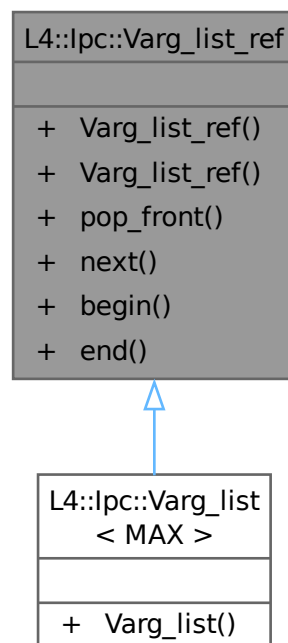 L4::Ipc::Varg_list_ref
+ Varg_list_ref()
+ Varg_list_ref()
+ pop_front()
+ next()
+ begin()
+ end()
L4::Ipc::Varg_list
< MAX >
+ Varg_list()